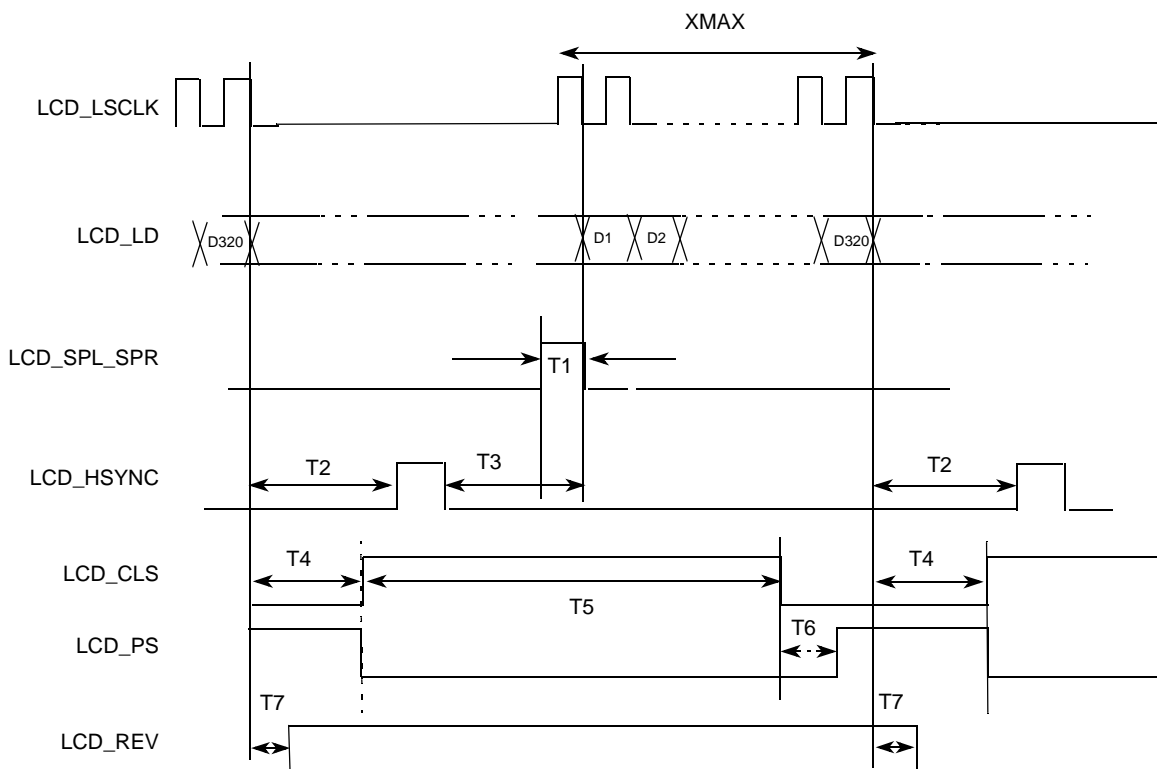 XMAX
LCD_LSCLK
LCD_LD
D320
D1
D2
D320
LCD_SPL_SPR
T1
LCD_HSYNC
T2
T3
T2
LCD_CLS
T4
T5
T4
LCD_PS
T6
LCD_REV
T7
T7